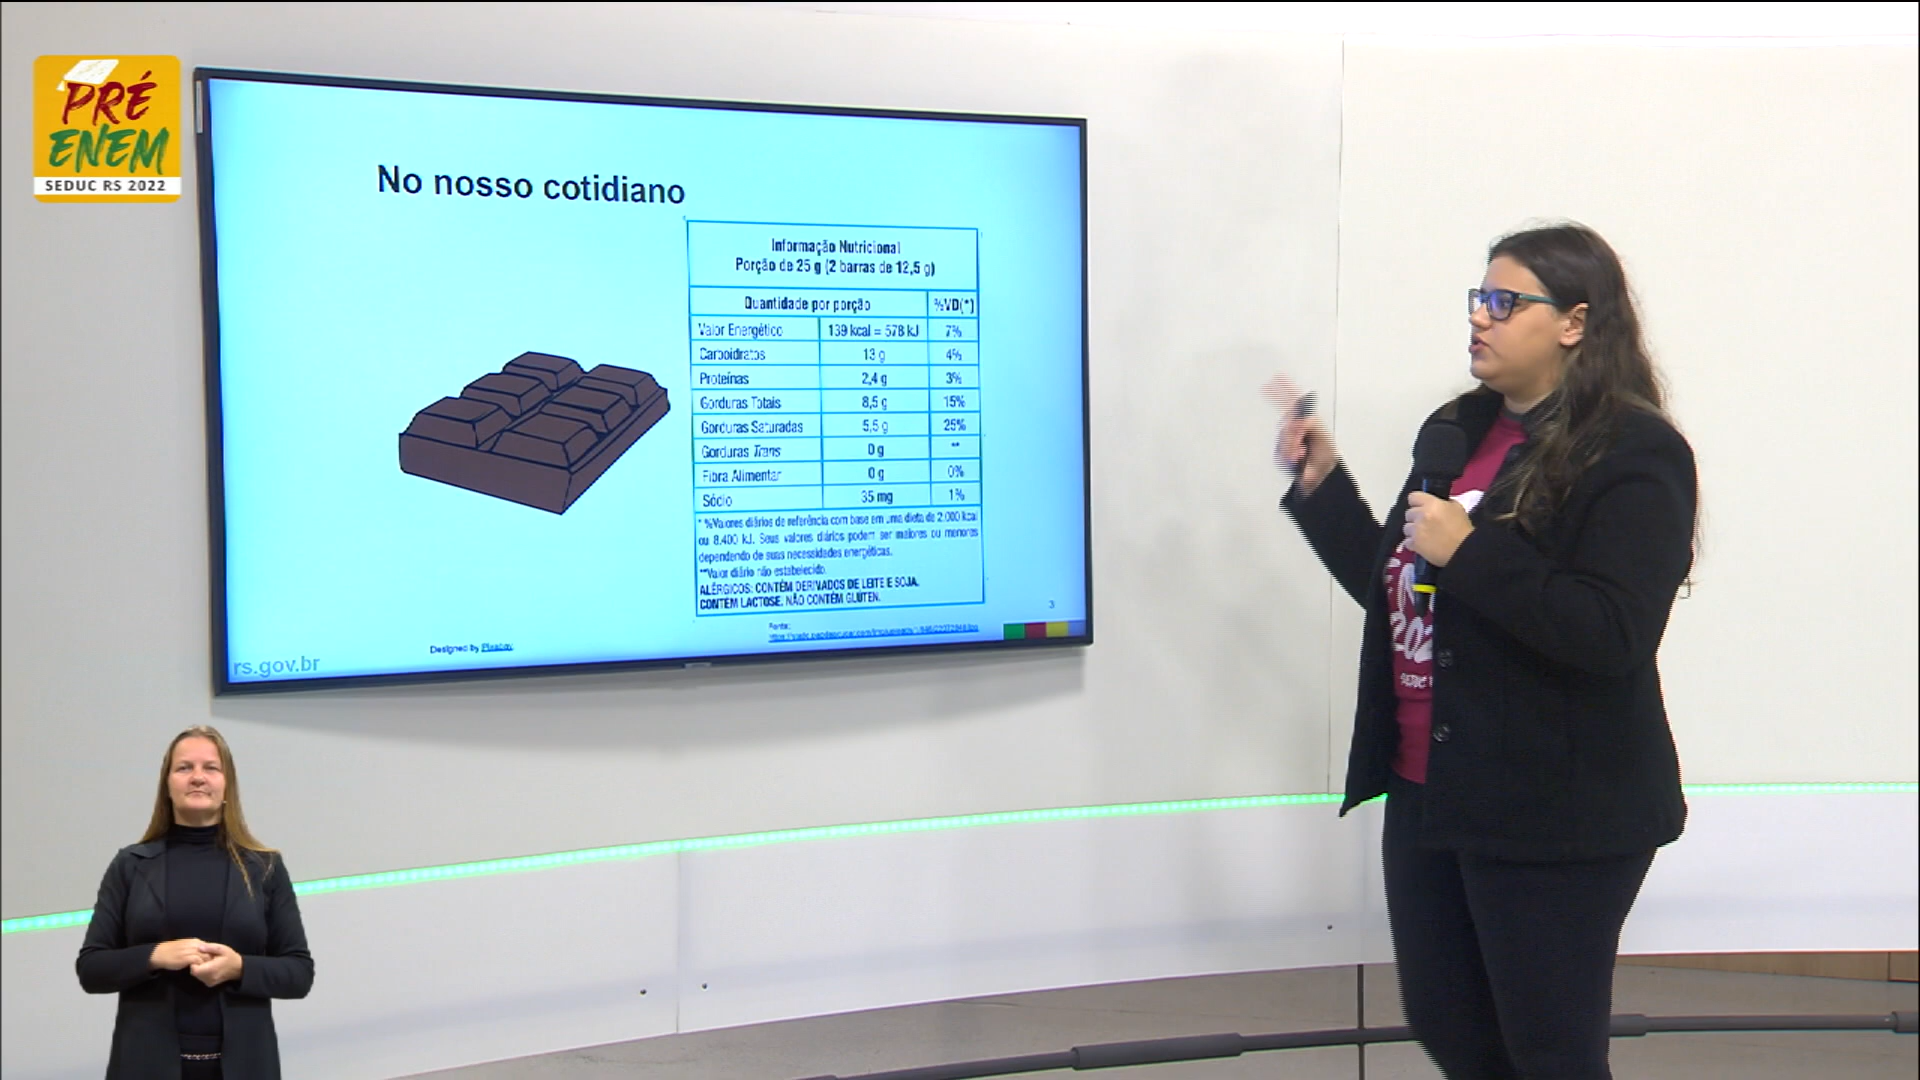 PRÉ
ENEM
SEDUC RS 2022
No nosso cotidiano
Informação Nutricional
Porção de 25 g (2 barras de 12,5 g)
Quantidade por porção %VD(*)
Valor Energético 139 kcal = 578 kJ 7%
Carboidratos 13 g 4%
Proteínas 2,4 g 3%
Gorduras Totais 8,5 g 15%
Gorduras Saturadas 5,5 g 25%
Gorduras Trans 0 g **
Fibra Alimentar 0 g 0%
Sódio 35 mg 1%
* %Valores diários de referência com base em uma dieta de 2.000 kcal
ou 8.400 kJ. Seus valores diários podem ser maiores ou menores
dependendo de suas necessidades energéticas.
**Valor diário não estabelecido.
ALÉRGICOS: CONTÉM DERIVADOS DE LEITE E SOJA.
CONTÉM LACTOSE. NÃO CONTÉM GLÚTEN.
3
Fonte:
Designed by Pixabay
rs.gov.br
202
SEDUC